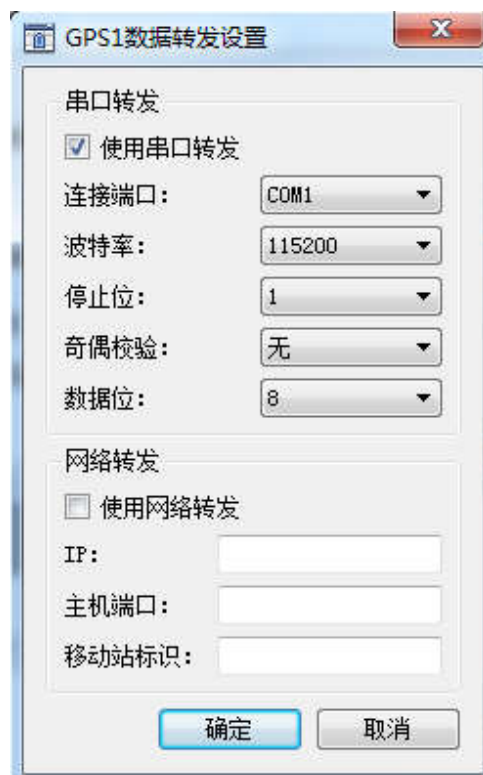 GPS1数据转发设置
串口转发
使用串口转发
连接端口: COM1
波特率: 115200
停止位: 1
奇偶校验: 无
数据位: 8
网络转发
使用网络转发
IP:
主机端口:
移动站标识:
确定 取消